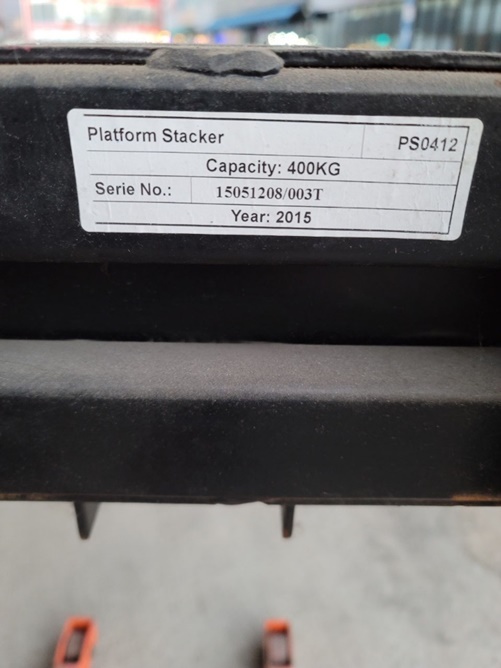 Platform Stacker PS0412
Capacity: 400KG
Serie No.: 15051208/003T
Year: 2015